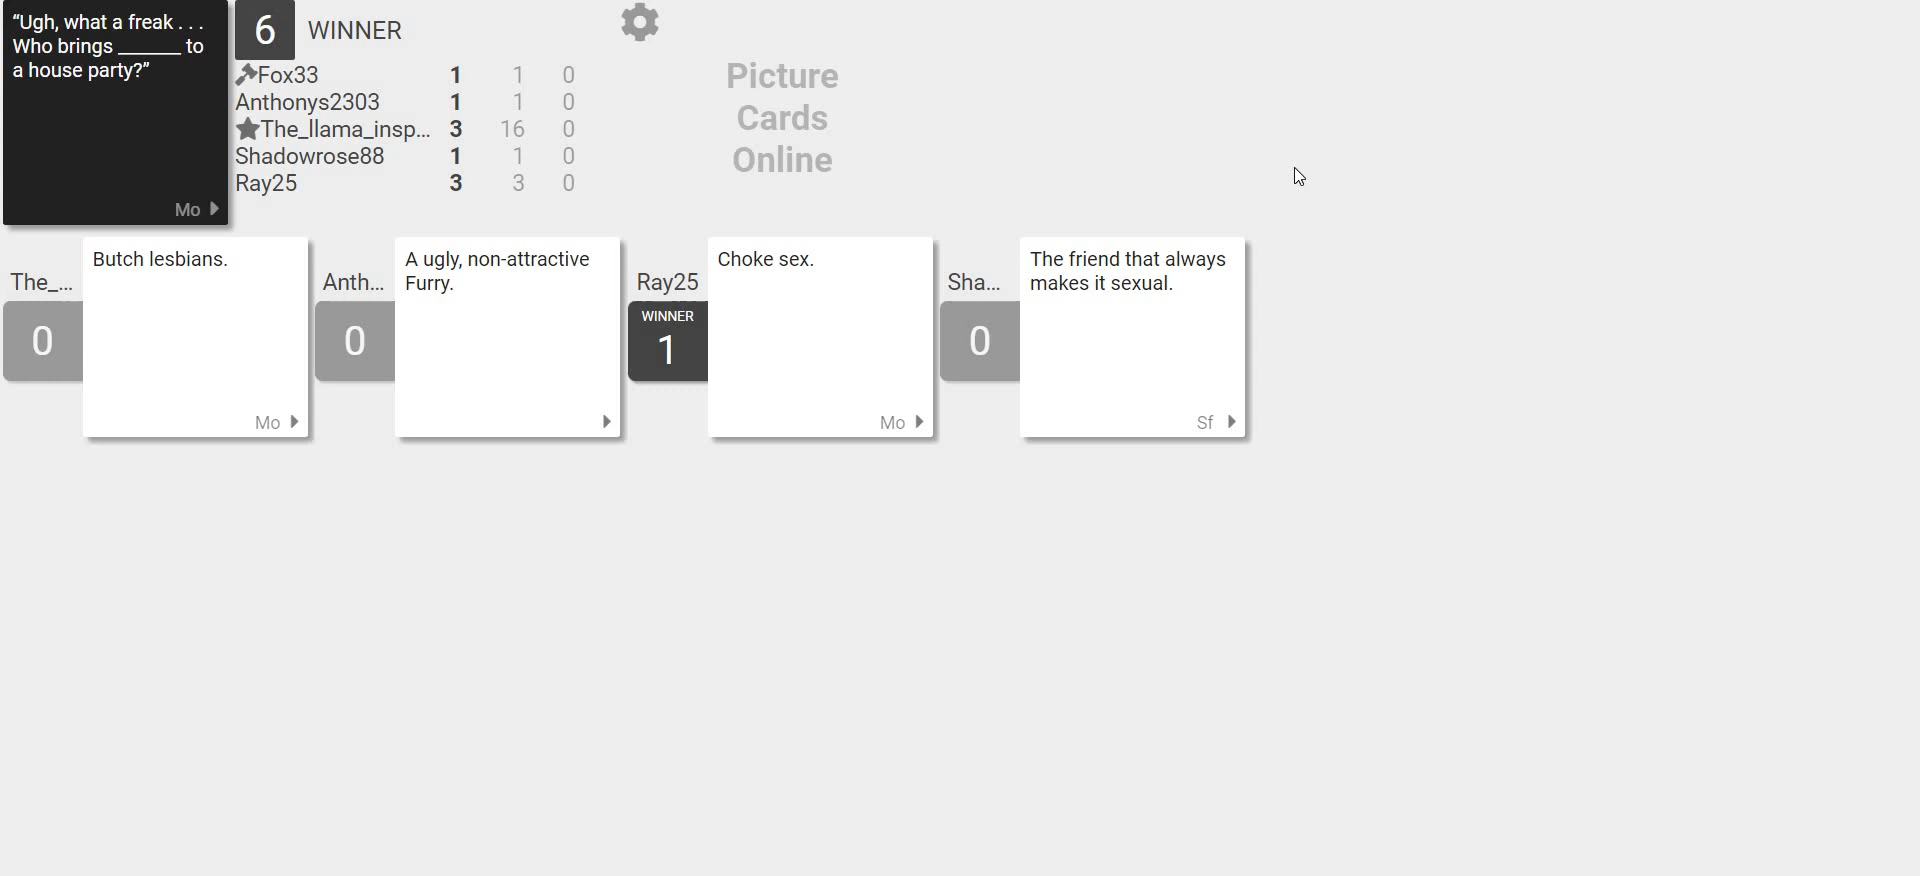 “Ugh, what a freak . . .
Who brings ______ to
a house party?”
Mo
6 WINNER
Fox33 1 1 0
Anthonys2303 1 1 0
The_llama_insp... 3 16 0
Shadowrose88 1 1 0
Ray25 3 3 0
Picture
Cards
Online
The_...
0
Butch lesbians.
Mo
Anth...
0
A ugly, non-attractive
Furry.
Ray25
WINNER
1
Choke sex.
Mo
Sha...
0
The friend that always
makes it sexual.
Sf